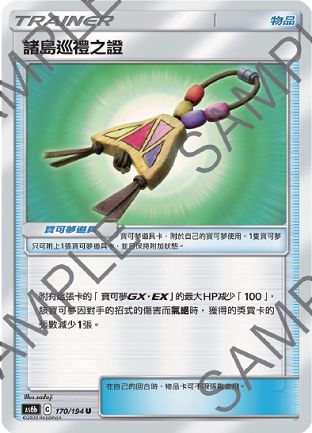 TRAINER
物品
諸島巡禮之證
SAMPLE
SAMPLE
SAMPLE
SAMPLE
寶可夢道具
寶可夢道具卡，附於自己的寶可夢使用。1隻寶可夢
只可附上1張寶可夢道具，並且保持附加狀態。
附有這張卡的「寶可夢GX・EX」的最大HP減少「100」，
該寶可夢因對手的招式的傷害而氣絕時，獲得的獎賞卡的
張數減少1張。
Illus.sadaji
AS6b C 170/194 U
©2020 Pokémon
在自己的回合時，物品卡可不限張數使用。